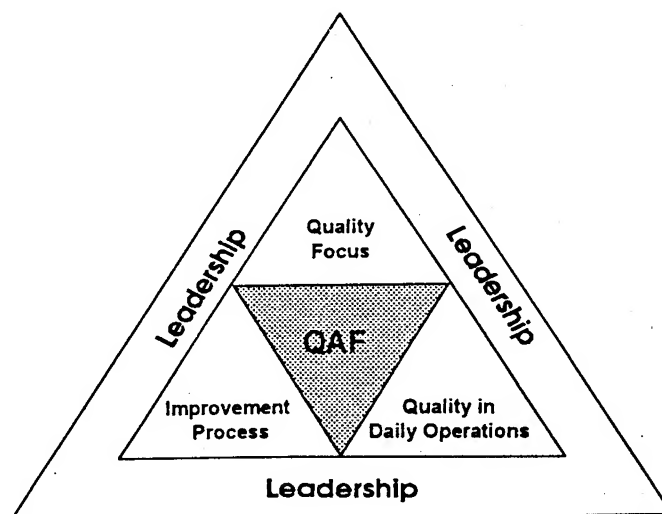 Quality
Focus
Leadership
Leadership
QAF
Improvement
Process
Quality in
Daily Operations
Leadership